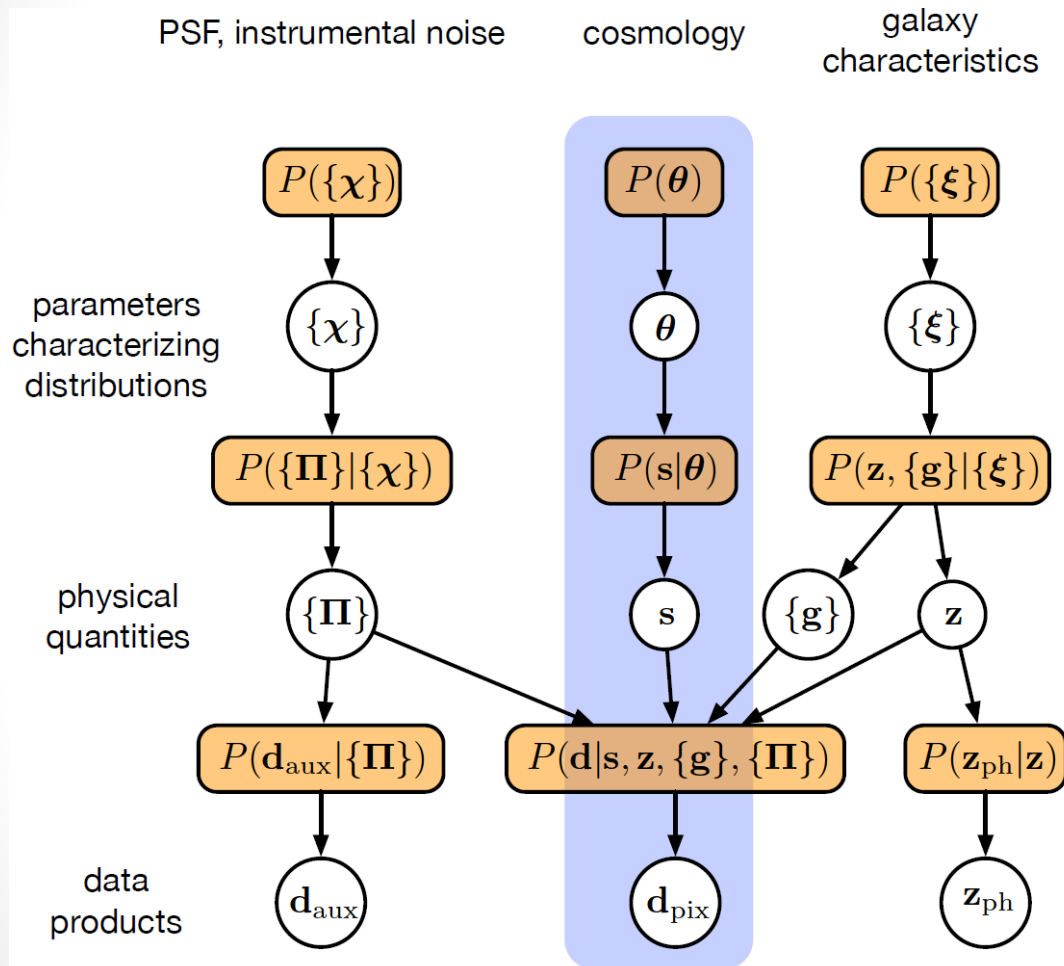 PSF, instrumental noise
cosmology
galaxy
characteristics
P({χ})
P(θ)
P({ξ})
parameters
characterizing
distributions
{χ}
θ
{ξ}
P({Π}|{χ})
P(s|θ)
P(z, {g}|{ξ})
physical
quantities
{Π}
s
{g}
z
P(d_aux|{Π})
P(d|s, z, {g}, {Π})
P(z_ph|z)
data
products
d_aux
d_pix
z_ph